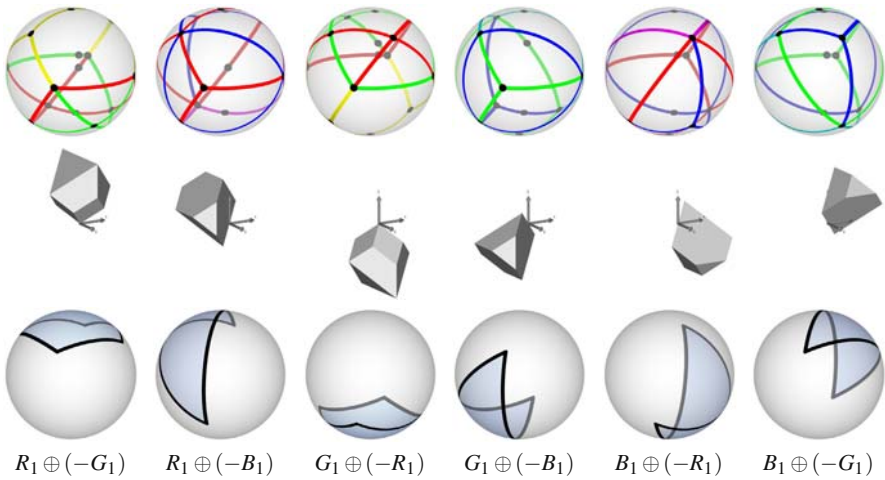 R₁ ⊕ (−G₁) R₁ ⊕ (−B₁) G₁ ⊕ (−R₁) G₁ ⊕ (−B₁) B₁ ⊕ (−R₁) B₁ ⊕ (−G₁)